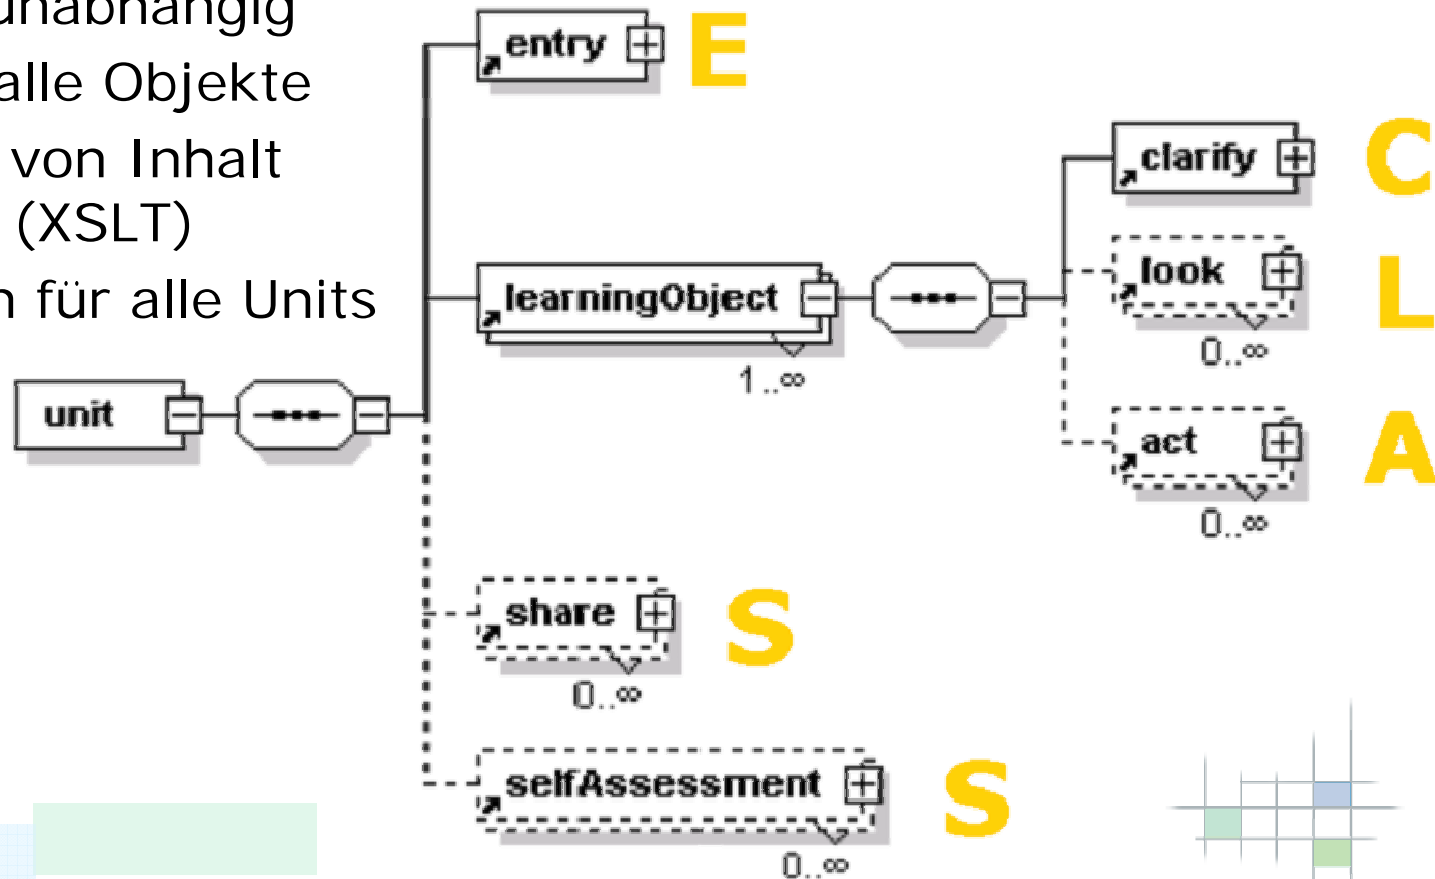 unabhängig
alle Objekte
von Inhalt
(XSLT)
für alle Units
entry
E
clarify
C
look
L
0..∞
learningObject
1..∞
unit
act
A
0..∞
share
S
0..∞
selfAssessment
S
0..∞